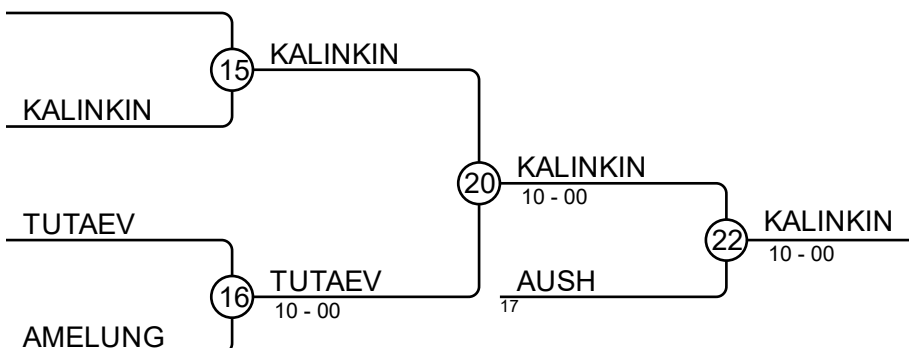 KALINKIN
15
KALINKIN
KALINKIN
20
10 - 00
KALINKIN
TUTAEV
22
10 - 00
TUTAEV
AUSH
16
10 - 00
17
AMELUNG